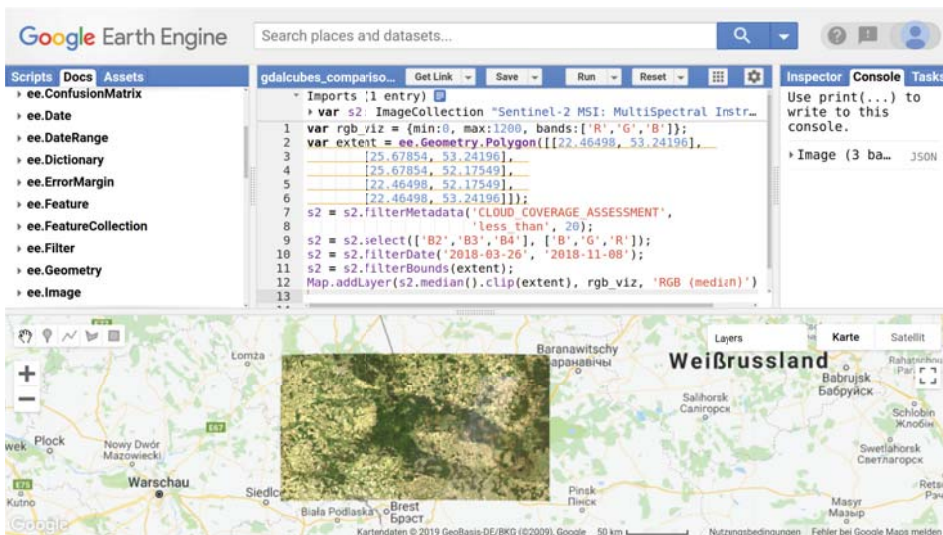 Google Earth Engine
Search places and datasets...
Scripts Docs Assets
ee.ConfusionMatrix
ee.Date
ee.DateRange
ee.Dictionary
ee.ErrorMargin
ee.Feature
ee.FeatureCollection
ee.Filter
ee.Geometry
ee.Image
gdalcubes_compariso... Get Link Save Run Reset
Imports (1 entry)
var s2: ImageCollection "Sentinel-2 MSI: MultiSpectral Instr...
1 var rgb_viz = {min:0, max:1200, bands:['R','G','B']};
2 var extent = ee.Geometry.Polygon([[22.46498, 53.24196],
3 [25.67854, 53.24196],
4 [25.67854, 52.17549],
5 [22.46498, 52.17549],
6 [22.46498, 53.24196]]);
7 s2 = s2.filterMetadata('CLOUD_COVERAGE_ASSESSMENT',
8 'less_than', 20);
9 s2 = s2.select(['B2','B3','B4'], ['B','G','R']);
10 s2 = s2.filterDate('2018-03-26', '2018-11-08');
11 s2 = s2.filterBounds(extent);
12 Map.addLayer(s2.median().clip(extent), rgb_viz, 'RGB (median)')
13
Inspector Console Tasks
Use print(...) to
write to this
console.
Image (3 ba... JSON
Layers Karte Satellit
Łomża
Baranawitschy
Баранавічы
Weißrussland
Babrujsk
Бабруйск
Salihorsk
Салігорск
Schlobin
Жлобін
E67
Plock
Nowy Dwór
Mazowiecki
Swetlahorsk
Светлагорск
Warschau
E75
Kutno
Siedlc
Biała Podlaska
Brest
Брэст
Pinsk
Пінск
Masyr
Мазыр
Google
Kartendaten © 2019 GeoBasis-DE/BKG (©2009), Google 50 km Nutzungsbedingungen Fehler bei Google Maps melden